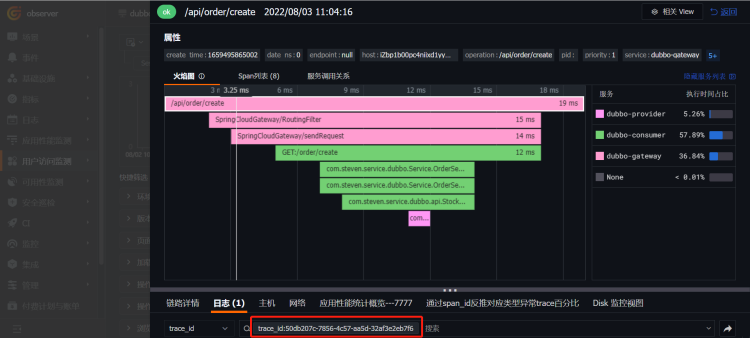 observer
dubbo
ok /api/order/create 2022/08/03 11:04:16
相关 View
返回
属性
create_time:1659495865002 date_ns:0 endpoint:null host:iZbp1b00pc4niixd1yy... operation:/api/order/create pid: priority:1 service:dubbo-gateway 5+
火焰图 Span列表 (8) 服务调用关系 隐藏服务列表
3.25 ms 6 ms 9 ms 12 ms 15 ms 18 ms
服务 执行时间占比
/api/order/create 19 ms
SpringCloudGateway/RoutingFilter 15 ms
SpringCloudGateway/sendRequest 14 ms
GET:/order/create 12 ms
com.steven.service.dubbo.Service.OrderSe...
com.steven.service.dubbo.Service.OrderSe...
com.steven.service.dubbo.api.Stock...
com...
dubbo-provider 5.26%
dubbo-consumer 57.89%
dubbo-gateway 36.84%
None < 0.01%
用户访问监测
链路详情 日志 (1) 主机 网络 应用性能统计概览---7777 通过span_id反推对应类型异常trace百分比 Disk 监控视图
trace_id trace_id:50db207c-7856-4c57-aa5d-32af3e2eb7f6 搜索